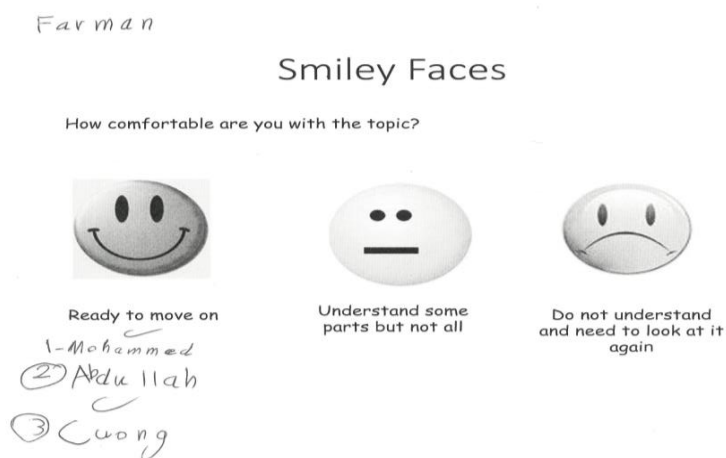 Farman
Smiley Faces
How comfortable are you with the topic?
Ready to move on
Understand some
parts but not all
Do not understand
and need to look at it
again
1-Mohammed
2 Abdullah
3 Cuong